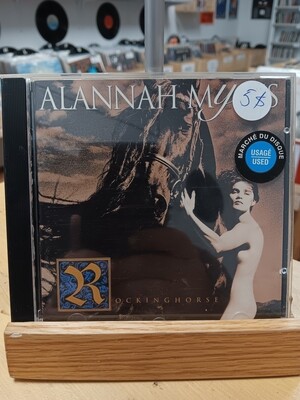 ALANNAH MYLES
5$
MARCHÉ DU DISQUE
USAGÉ
USED
ROCKINGHORSE